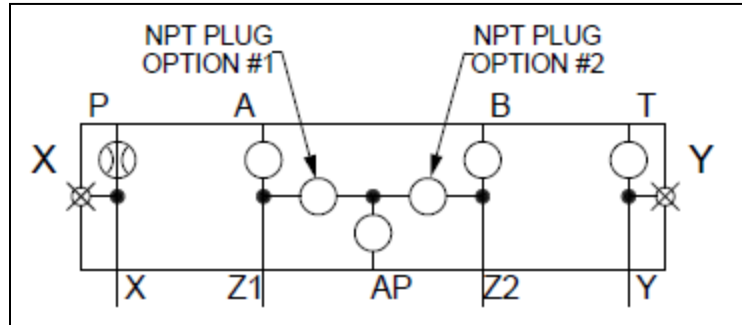 NPT PLUG NPT PLUG
OPTION #1 OPTION #2
P A B T
X Y
X Z1 AP Z2 Y